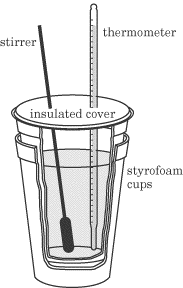 stirrer
thermometer
insulated cover
styrofoam
cups